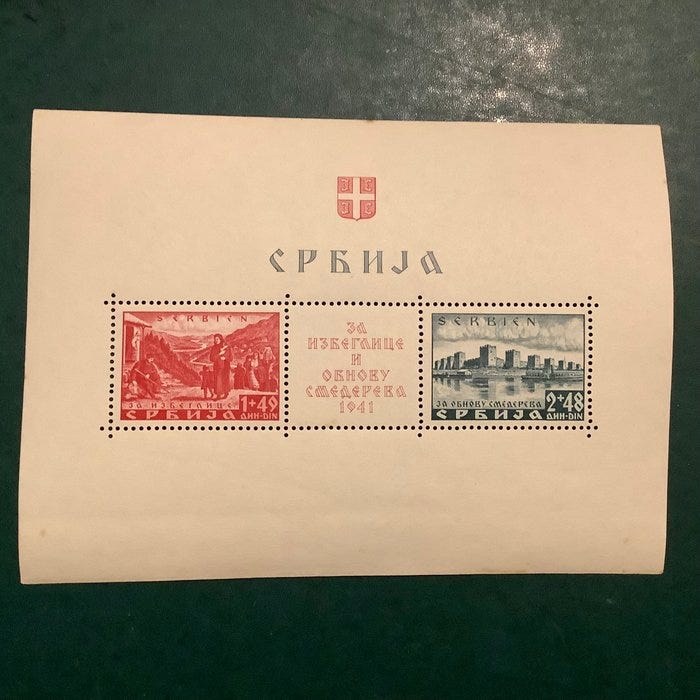 СРБИЈА
SERBIEN
ЗА ИЗБЕГЛИЦЕ
СРБИЈА
1+49
ДИН-DIN
ЗА
ИЗБЕГЛИЦЕ
И
ОБНОВУ
СМЕДЕРЕВА
1941
SERBIEN
ЗА ОБНОВУ СМЕДЕРЕВА
СРБИЈА
2+48
ДИН-DIN